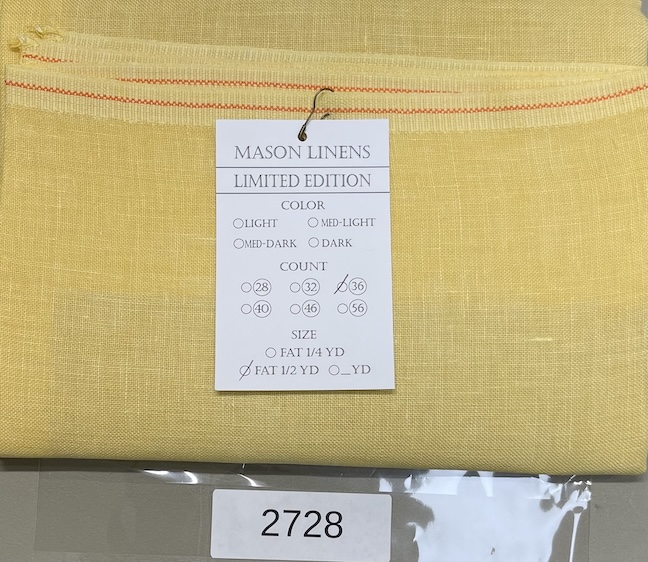 MASON LINENS
LIMITED EDITION
COLOR
LIGHT MED-LIGHT
MED-DARK DARK
COUNT
28 32 36
40 46 56
SIZE
FAT 1/4 YD
FAT 1/2 YD _YD
2728